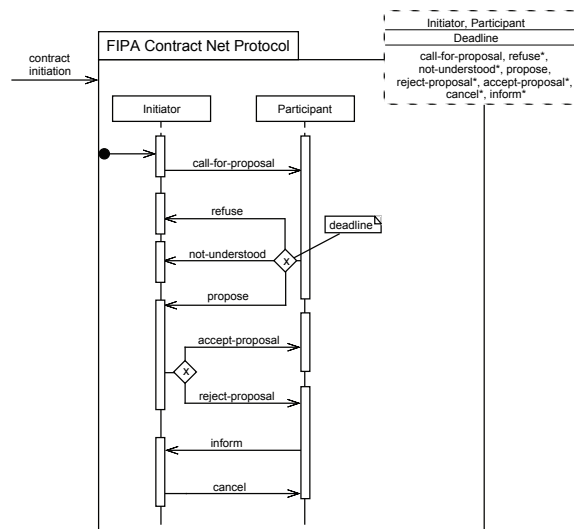 Initiator, Participant
Deadline
call-for-proposal, refuse*,
not-understood*, propose,
reject-proposal*, accept-proposal*,
cancel*, inform*
FIPA Contract Net Protocol
contract
initiation
Initiator
Participant
call-for-proposal
refuse
deadline
not-understood
x
propose
accept-proposal
x
reject-proposal
inform
cancel